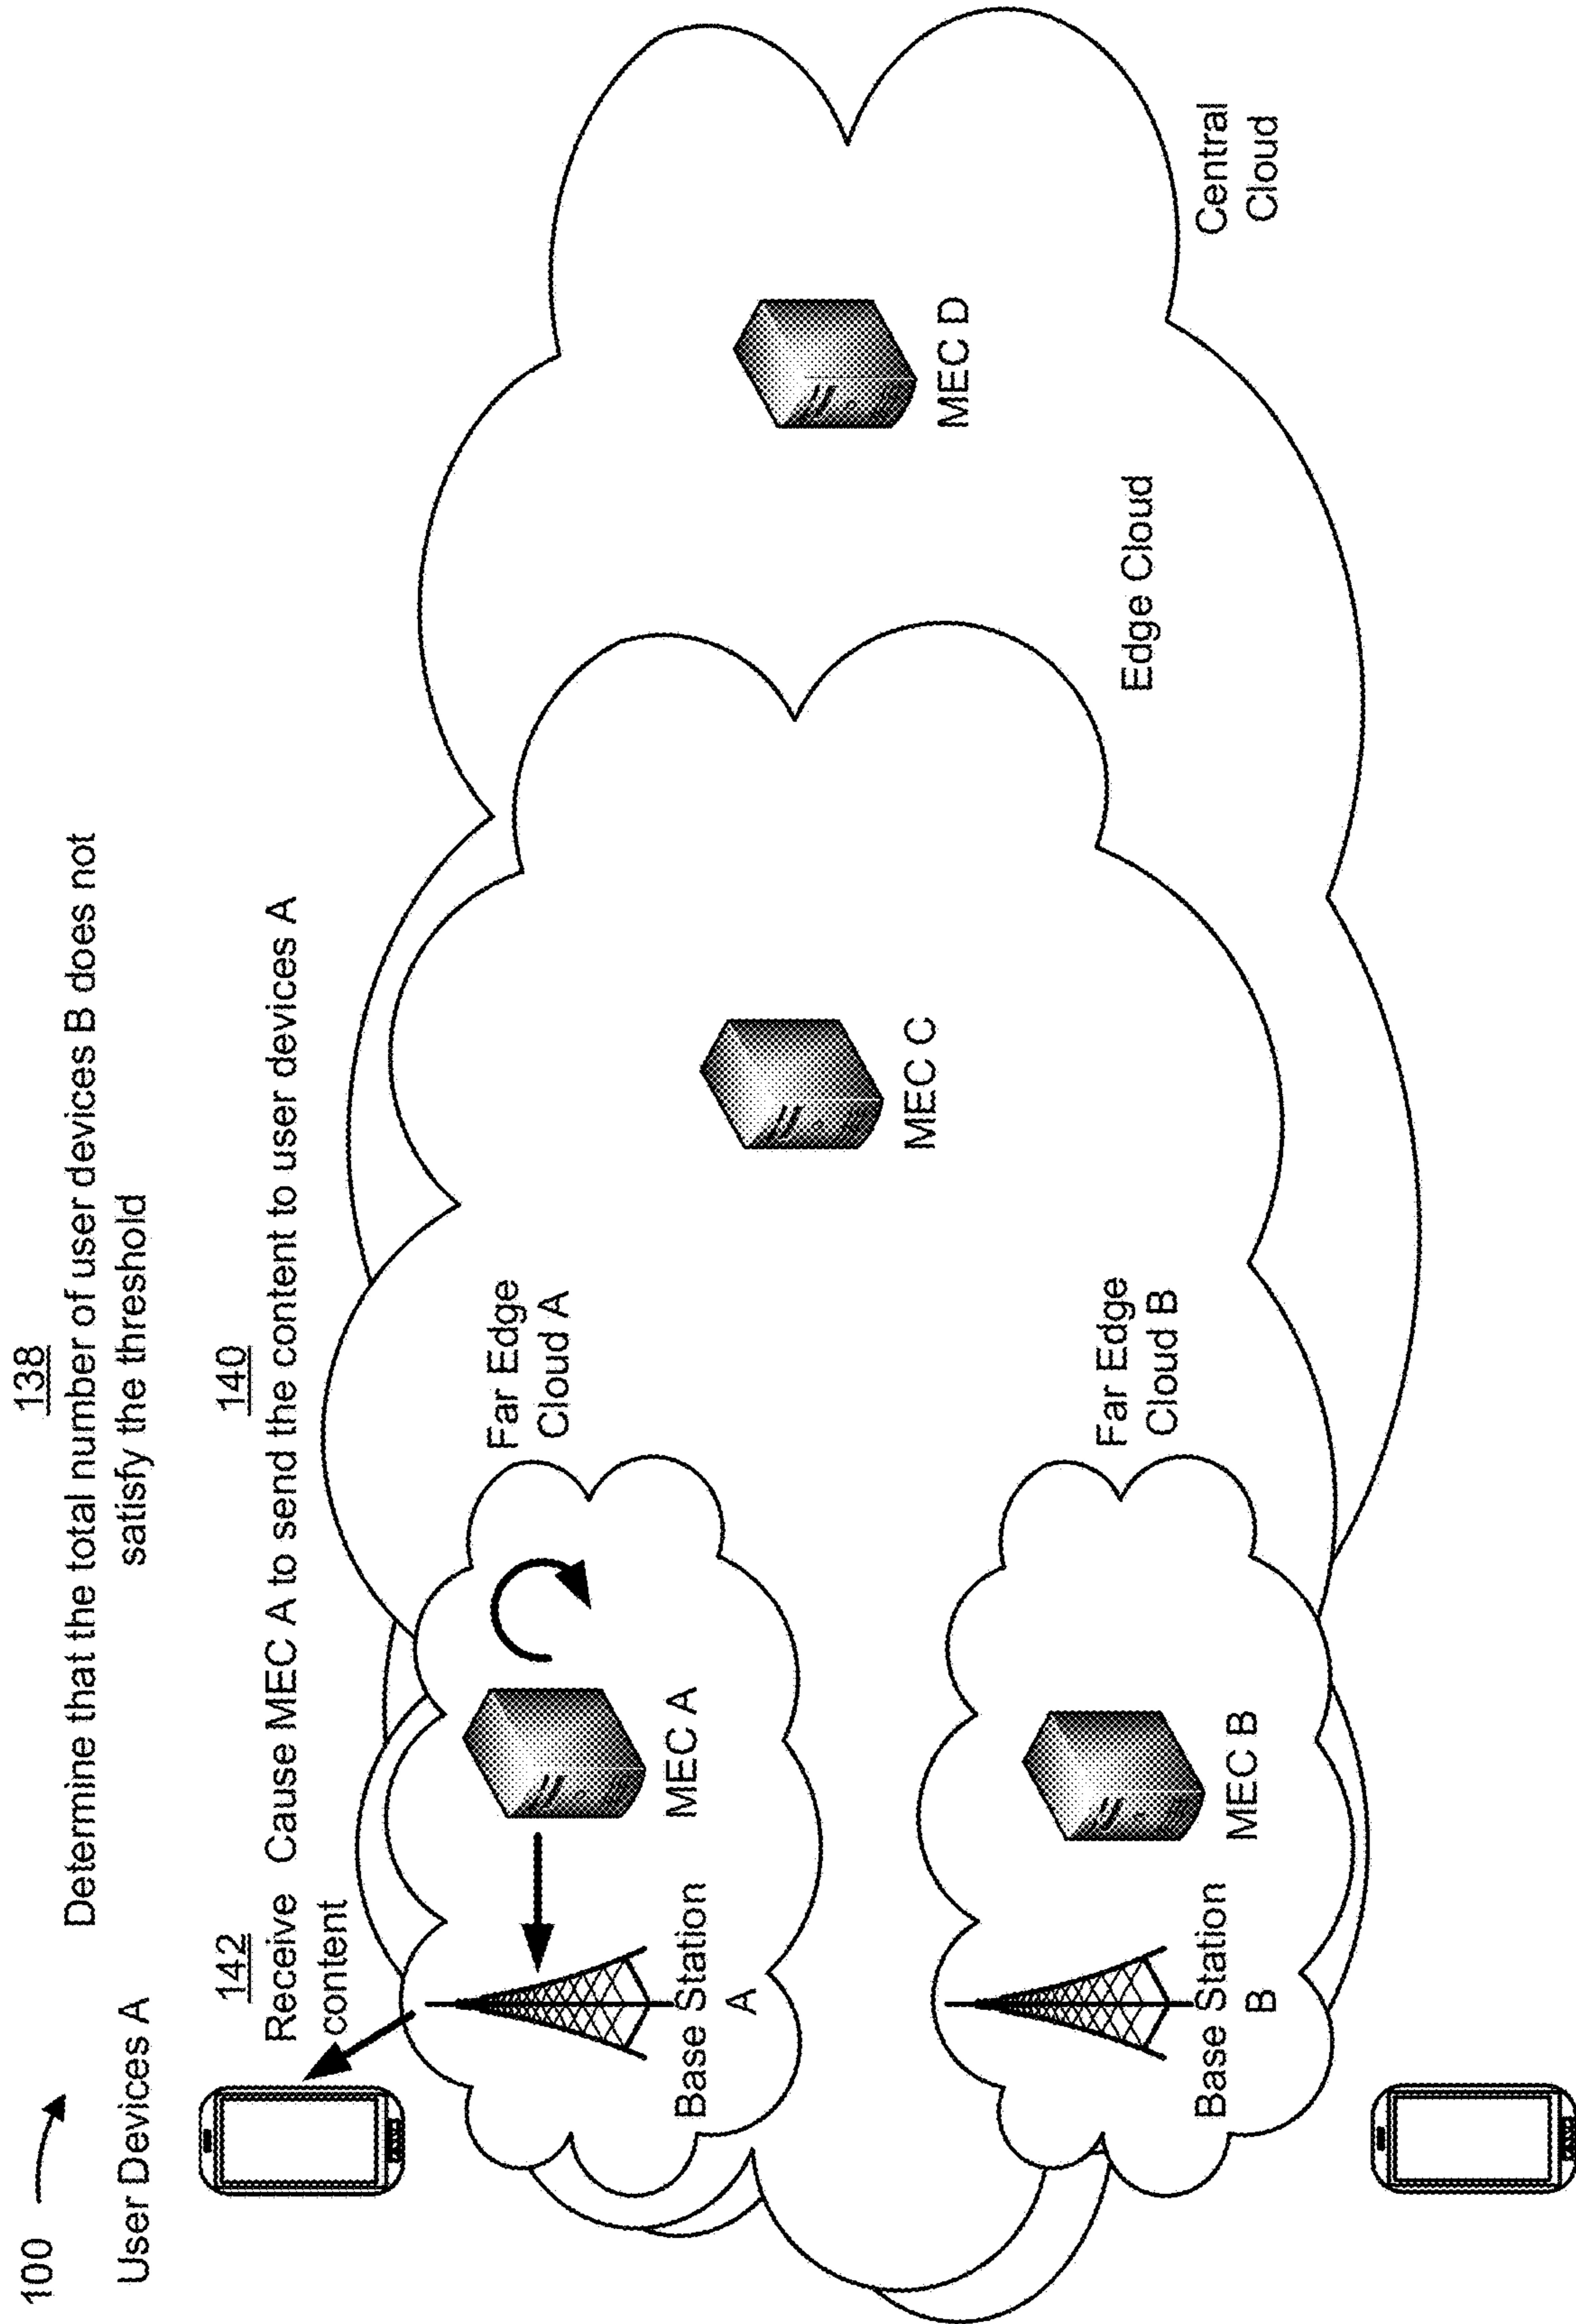 100
User Devices A
138
Determine that the total number of user devices B does not
satisfy the threshold
142
Receive
content
140
Cause MEC A to send the content to user devices A
Far Edge
Cloud A
MEC A
Base Station
A
MEC C
MEC D
Edge Cloud
Central
Cloud
Far Edge
Cloud B
MEC B
Base Station
B